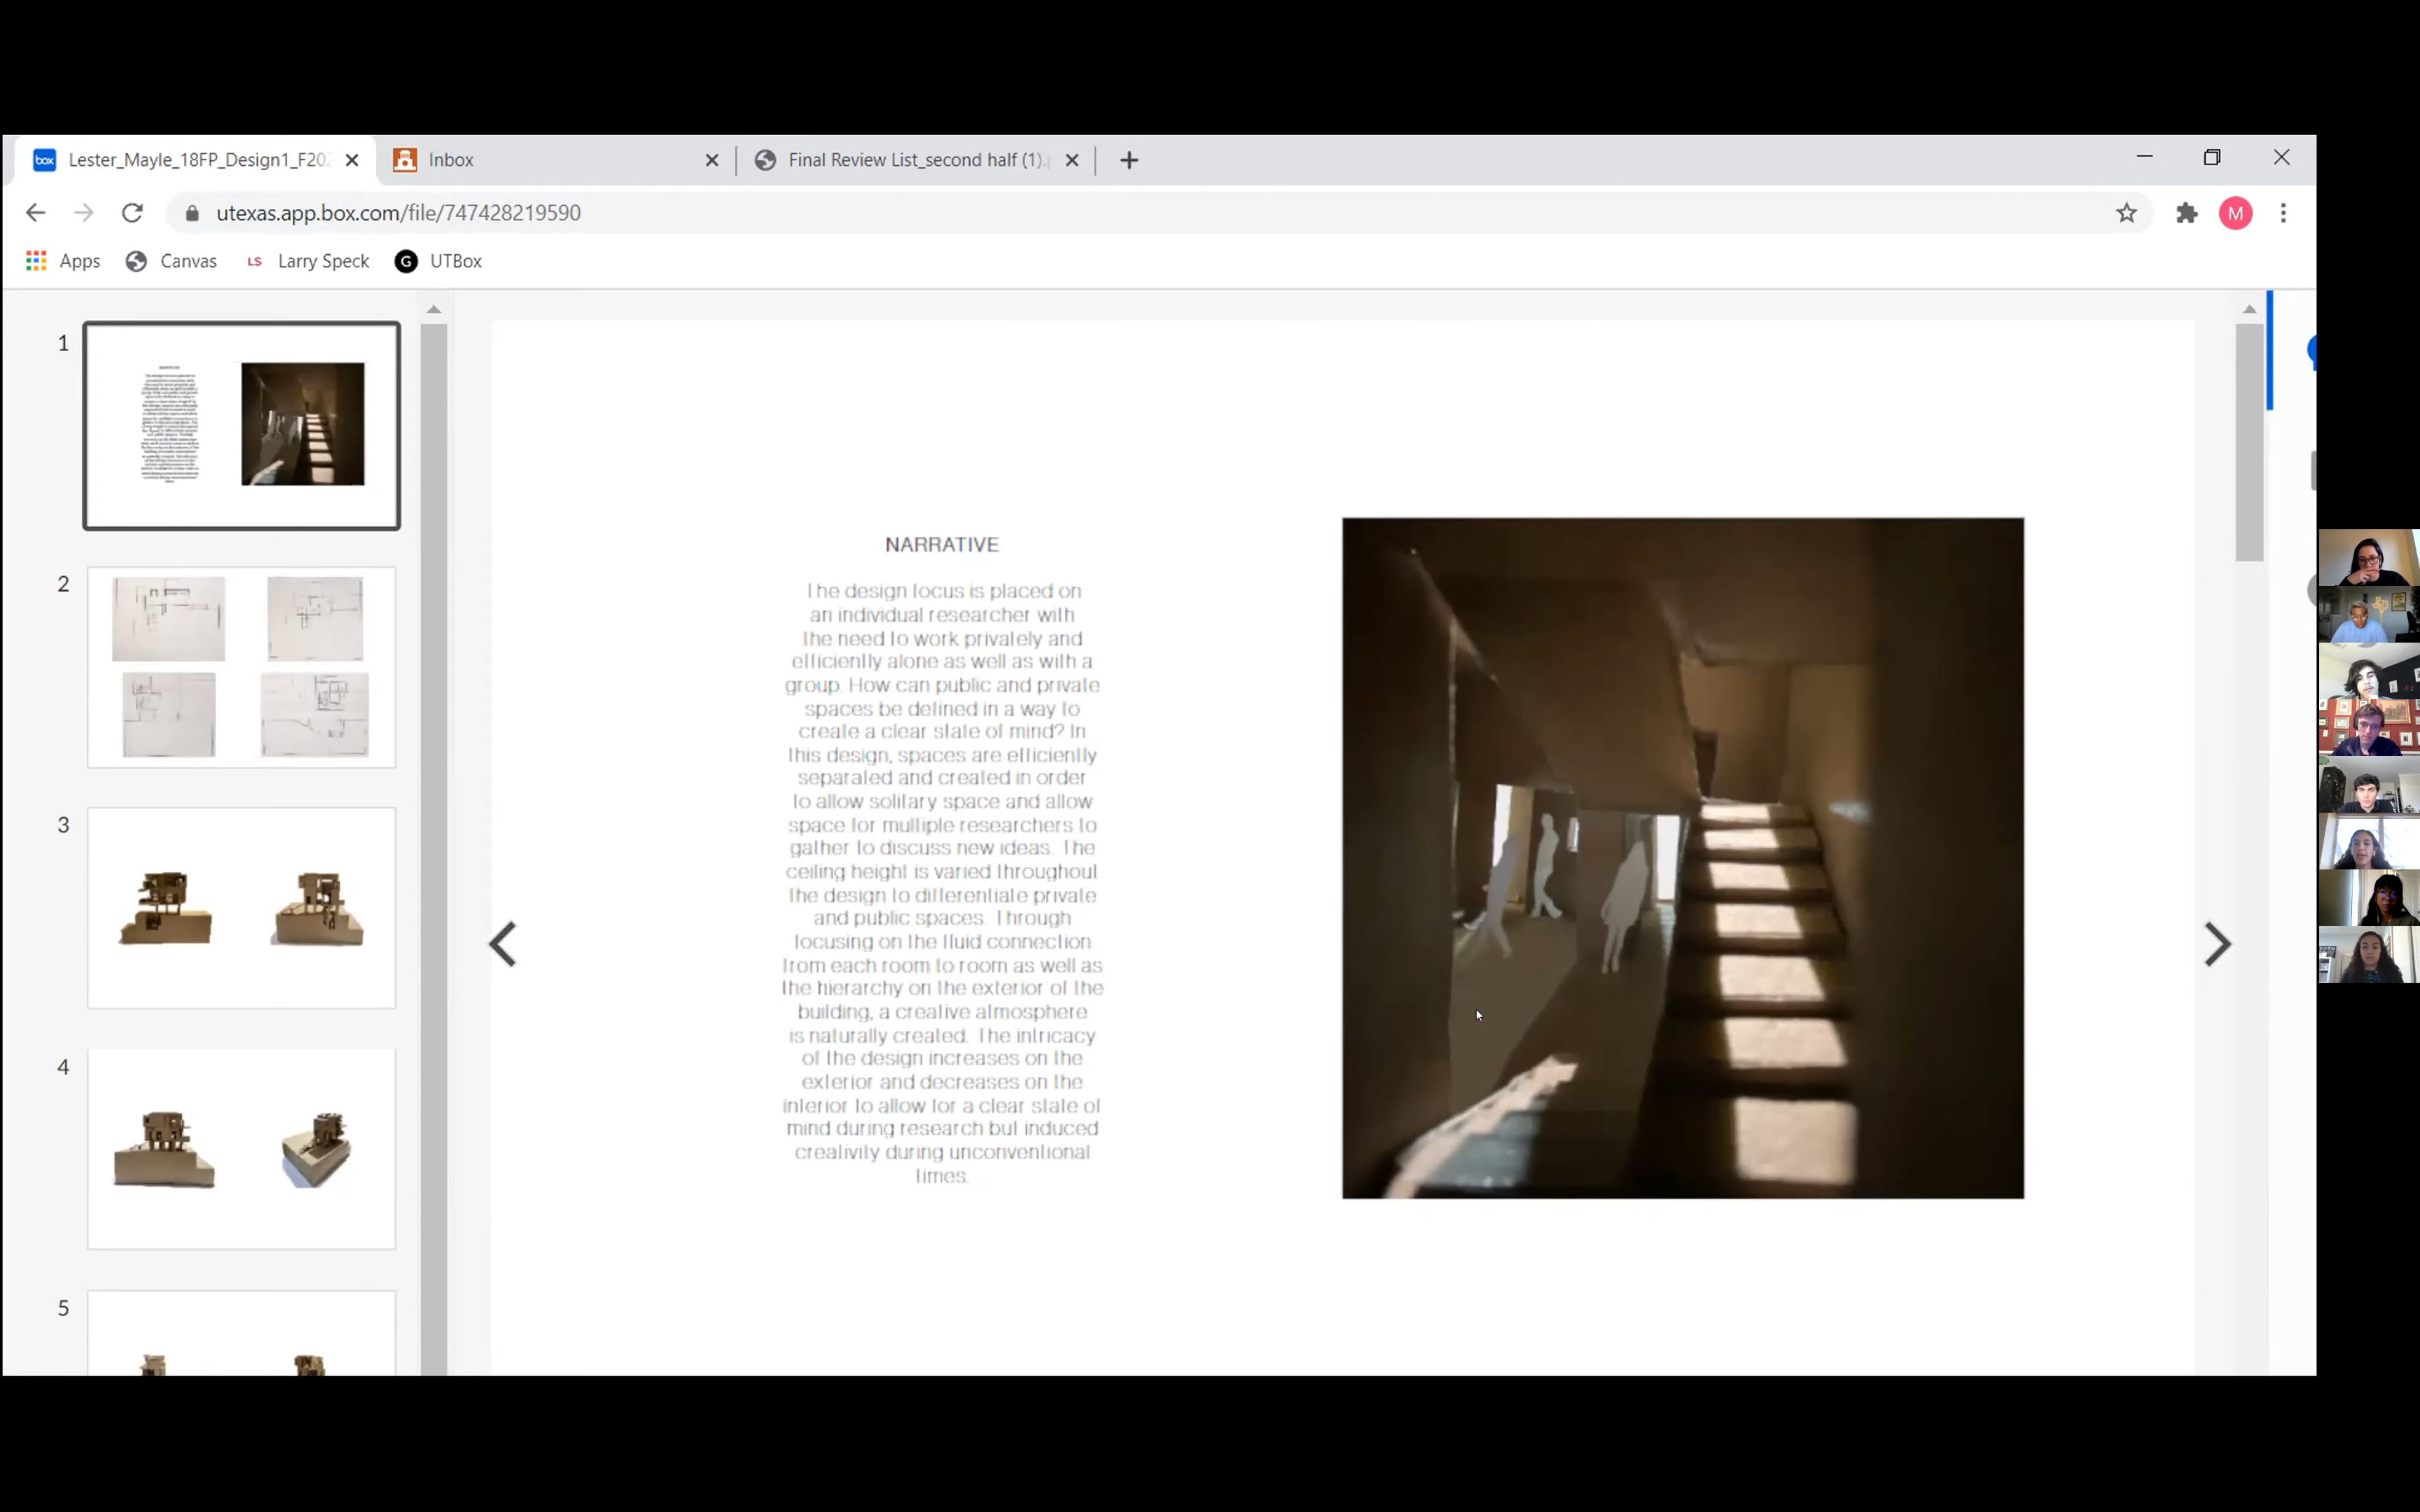 Lester_Mayle_18FP_Design1_F202
Inbox
Final Review List_second half (1).p
utexas.app.box.com/file/747428219590
M
Apps
Canvas
LS
Larry Speck
G
UTBox
1
2
3
4
5
NARRATIVE
The design focus is placed on
an individual researcher with
the need to work privately and
efficiently alone as well as with a
group. How can public and private
spaces be defined in a way to
create a clear state of mind? In
this design, spaces are efficiently
separated and created in order
to allow solitary space and allow
space for multiple researchers to
gather to discuss new ideas. The
ceiling height is varied throughout
the design to differentiate private
and public spaces. Through
focusing on the fluid connection
from each room to room as well as
the hierarchy on the exterior of the
building, a creative atmosphere
is naturally created. The intricacy
of the design increases on the
exterior and decreases on the
interior to allow for a clear state of
mind during research but induced
creativity during unconventional
times.